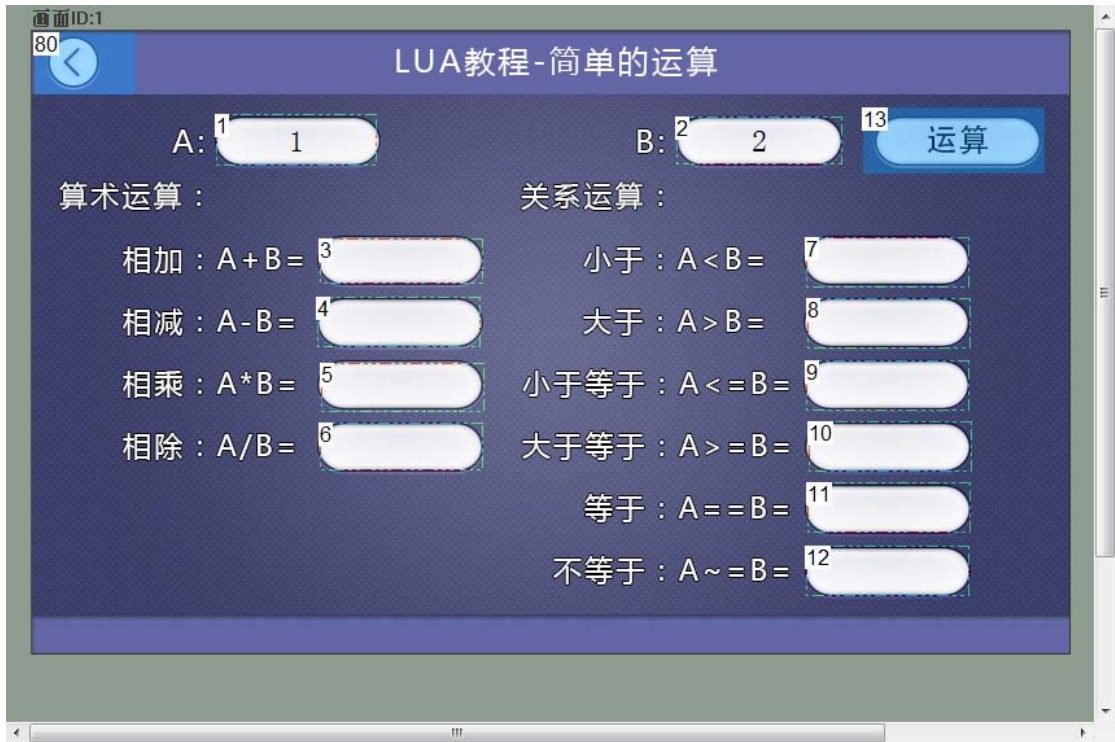 画面ID:1
80
LUA教程-简单的运算
A: 1 1
B: 2 2
13 运算
算术运算：
关系运算：
相加：A+B= 3
小于：A<B= 7
相减：A-B= 4
大于：A>B= 8
相乘：A*B= 5
小于等于：A<=B= 9
相除：A/B= 6
大于等于：A>=B= 10
等于：A==B= 11
不等于：A~=B= 12